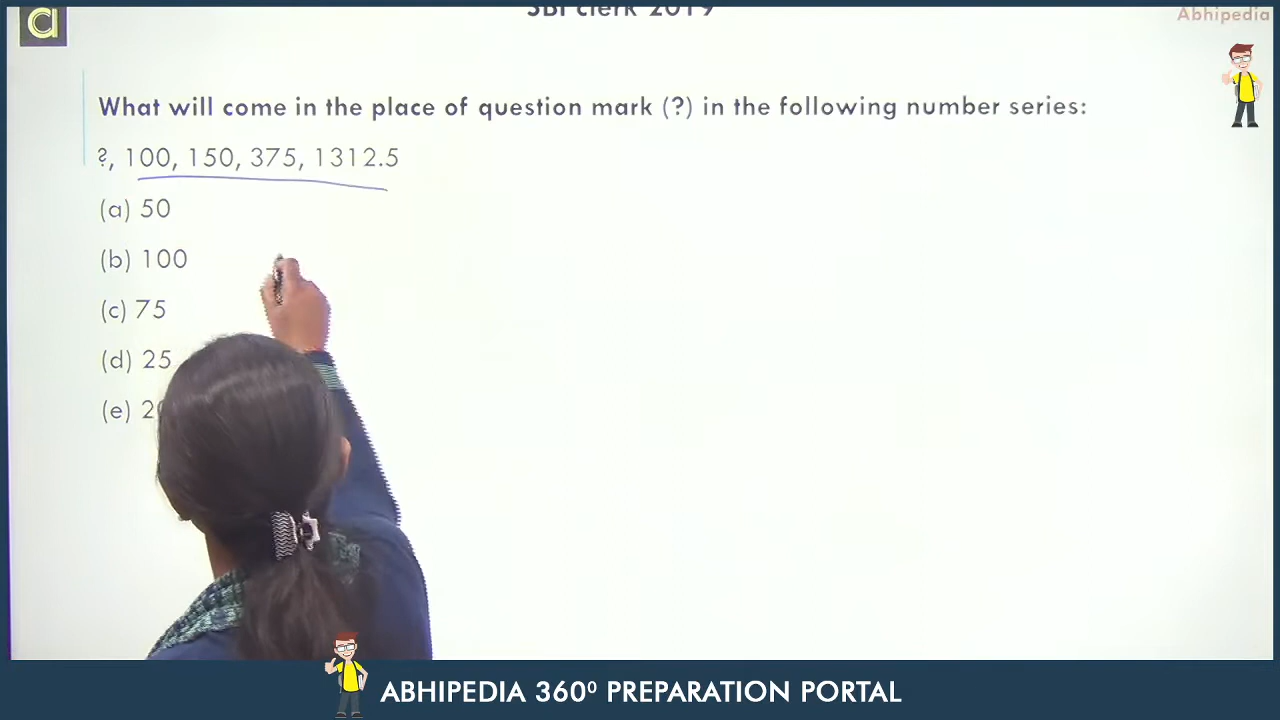 SBI clerk 2019
Abhipedia
What will come in the place of question mark (?) in the following number series:
?, 100, 150, 375, 1312.5
(a) 50
(b) 100
(c) 75
(d) 25
(e)
ABHIPEDIA 360⁰ PREPARATION PORTAL